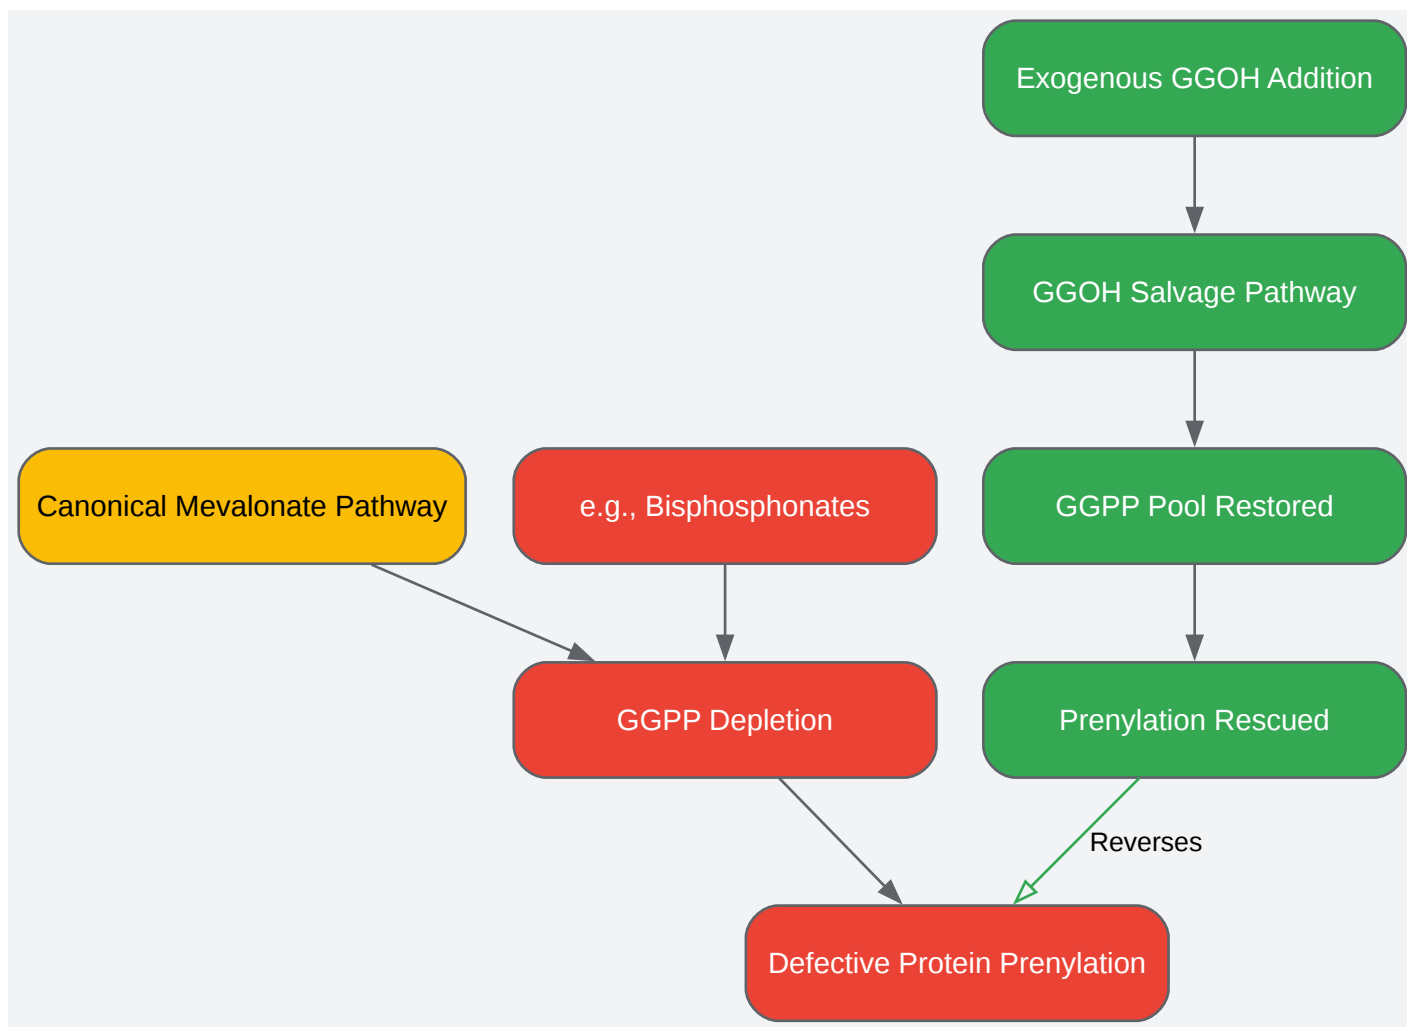 Exogenous GGOH Addition
GGOH Salvage Pathway
Canonical Mevalonate Pathway
e.g., Bisphosphonates
GGPP Pool Restored
GGPP Depletion
Prenylation Rescued
Reverses
Defective Protein Prenylation